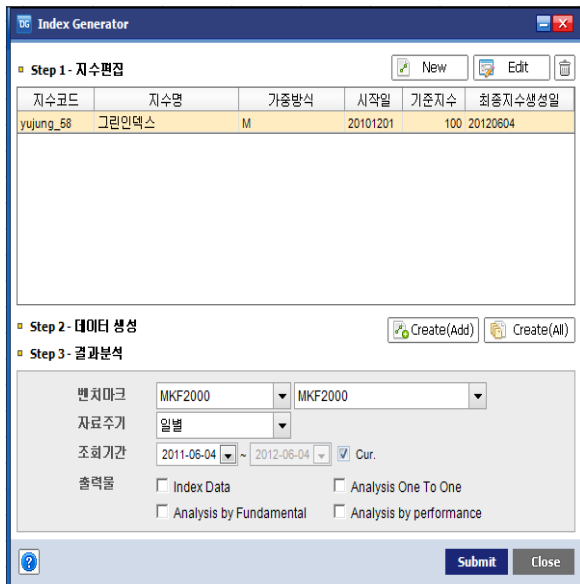 DG Index Generator
Step 1 - 지수편집 New Edit
지수코드 지수명 가중방식 시작일 기준지수 최종지수생성일
yujung_58 그린인덱스 M 20101201 100 20120604
Step 2 - 데이터 생성 Create(Add) Create(All)
Step 3 - 결과분석
벤치마크 MKF2000 MKF2000
자료주기 일별
조회기간 2011-06-04 ~ 2012-06-04 Cur.
출력물 Index Data Analysis One To One
Analysis by Fundamental Analysis by performance
? Submit Close